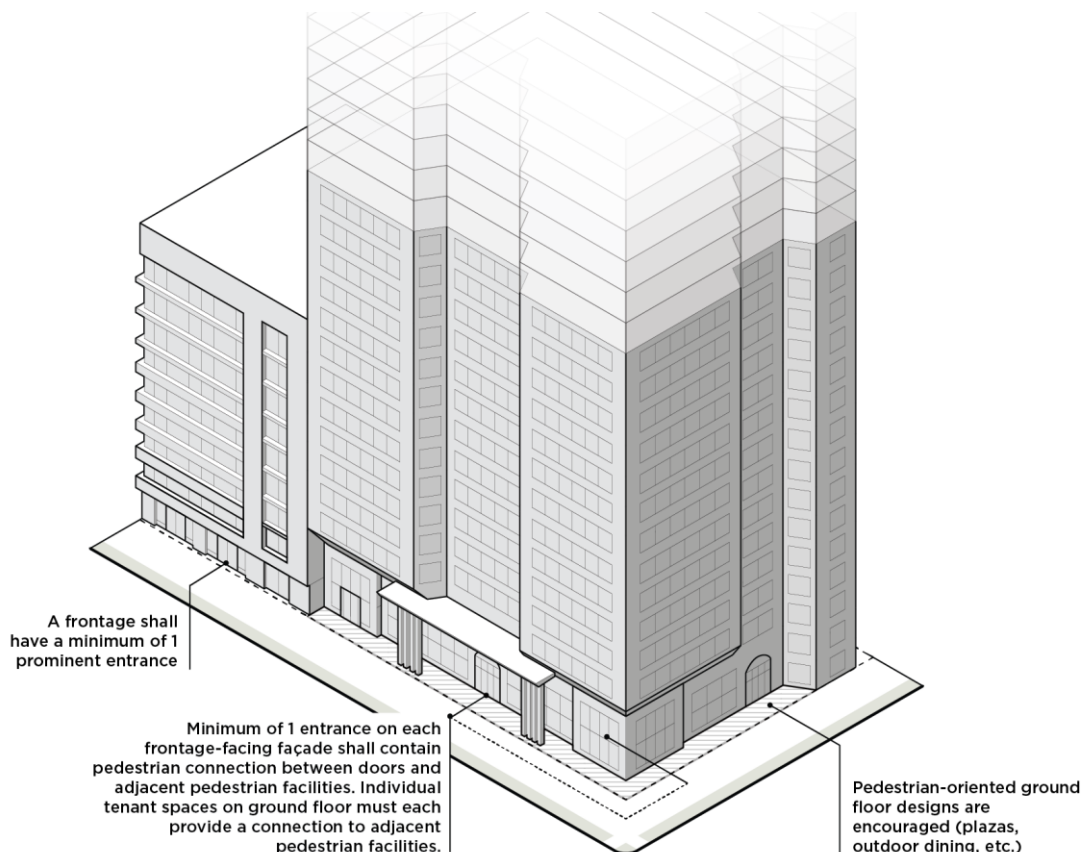 A frontage shall
have a minimum of 1
prominent entrance
Minimum of 1 entrance on each
frontage-facing façade shall contain
pedestrian connection between doors and
adjacent pedestrian facilities. Individual
tenant spaces on ground floor must each
provide a connection to adjacent
pedestrian facilities.
Pedestrian-oriented ground
floor designs are
encouraged (plazas,
outdoor dining, etc.)